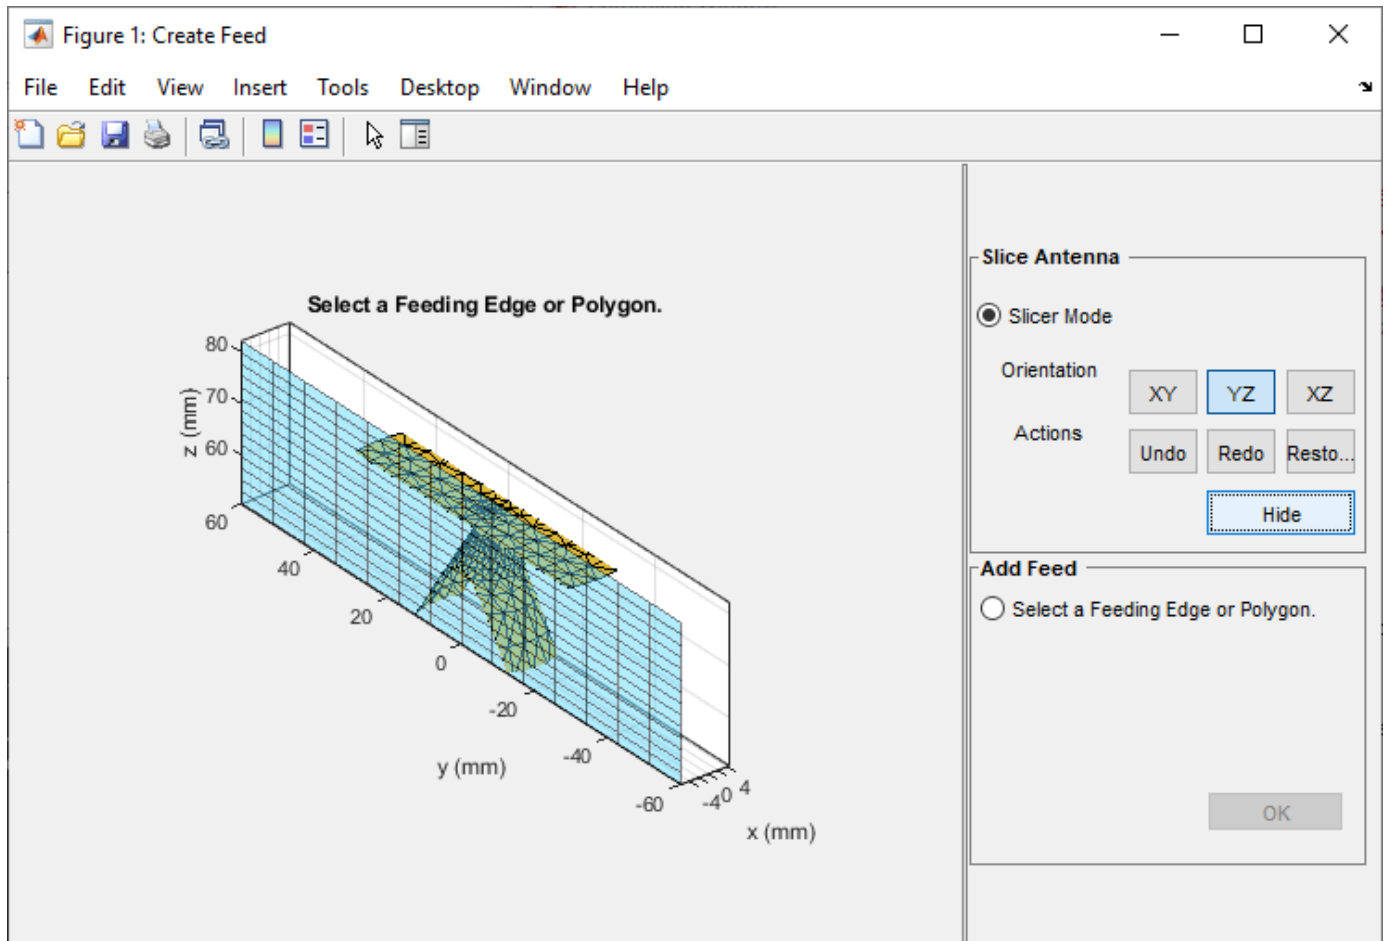 Figure 1: Create Feed
File Edit View Insert Tools Desktop Window Help
Select a Feeding Edge or Polygon.
80
70
60
z (mm)
60
40
20
0
-20
-40
-60
y (mm)
-4 0 4
x (mm)
Slice Antenna
Slicer Mode
Orientation
XY YZ XZ
Actions
Undo Redo Resto...
Hide
Add Feed
Select a Feeding Edge or Polygon.
OK